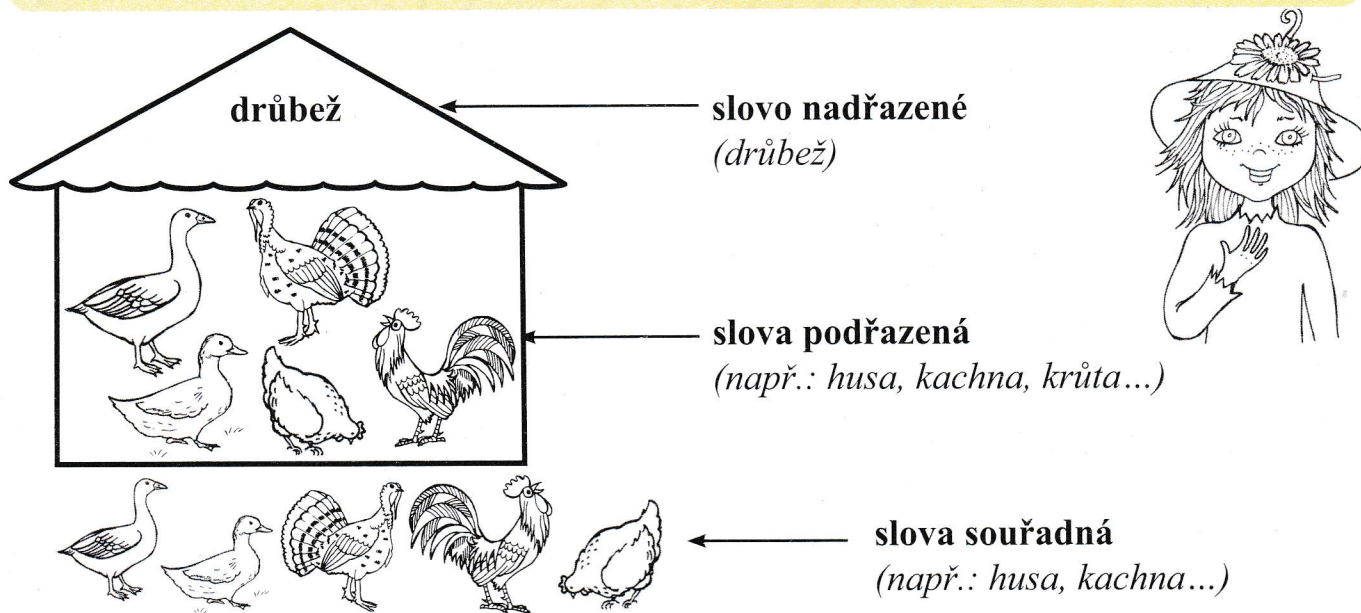 drůbež
slovo nadřazené
(drůbež)
slova podřazená
(např.: husa, kachna, krůta...)
slova souřadná
(např.: husa, kachna...)